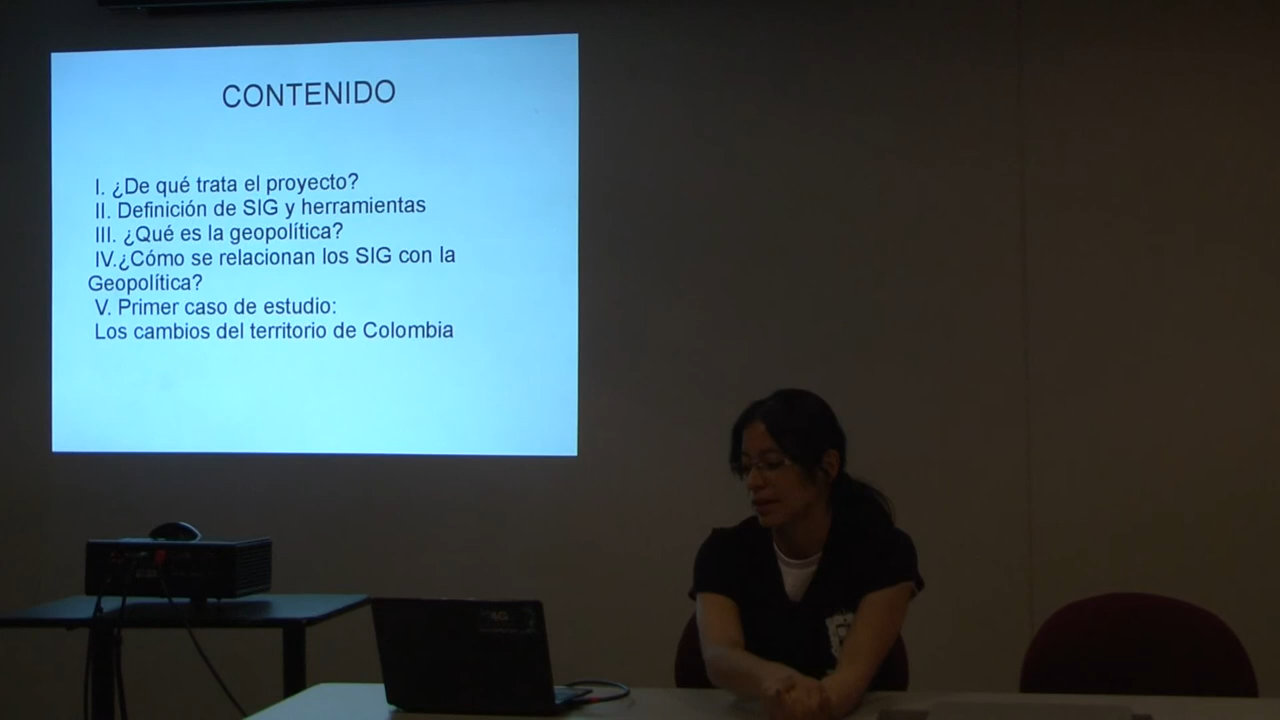 CONTENIDO
I. ¿De qué trata el proyecto?
II. Definición de SIG y herramientas
III. ¿Qué es la geopolítica?
IV.¿Cómo se relacionan los SIG con la
Geopolítica?
V. Primer caso de estudio:
Los cambios del territorio de Colombia